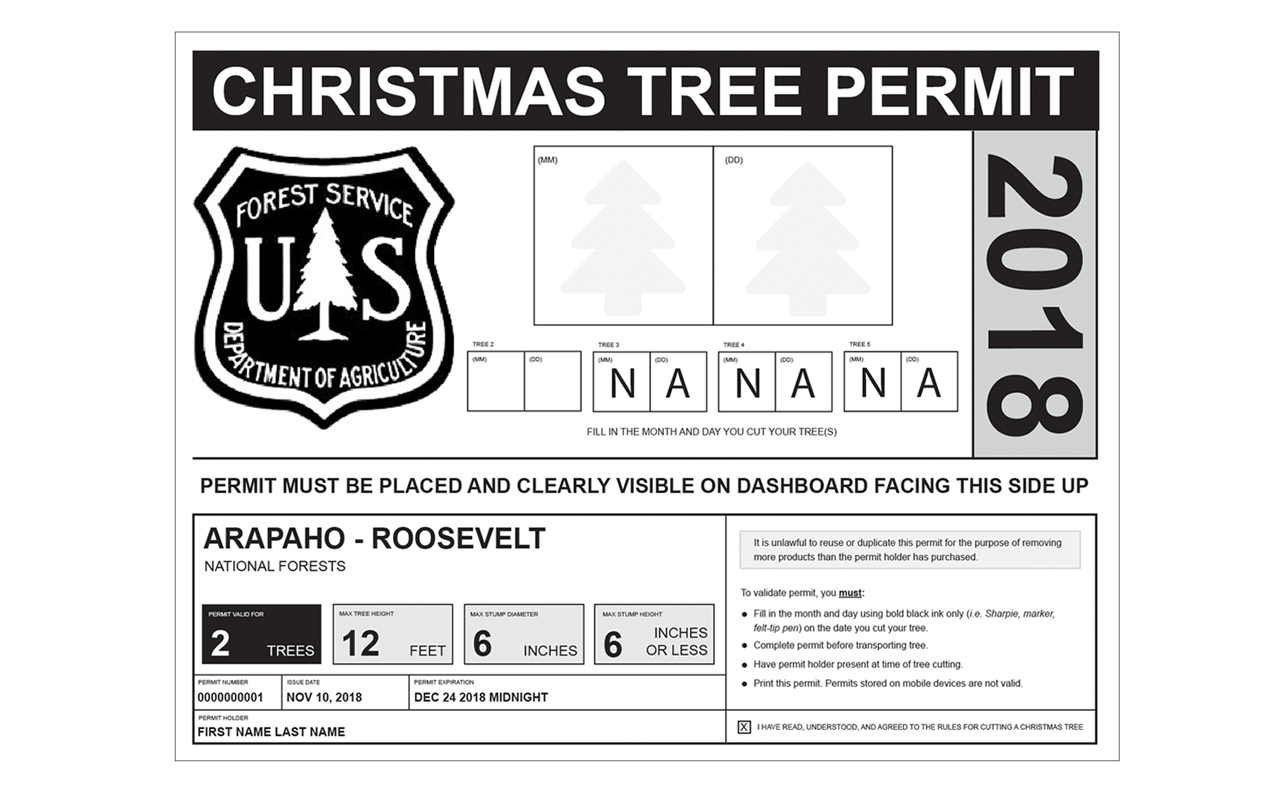 CHRISTMAS TREE PERMIT
2018
FOREST SERVICE
U S
DEPARTMENT OF AGRICULTURE
(MM) (DD)
TREE 2 TREE 3 TREE 4 TREE 5
(MM) (DD) (MM) (DD) (MM) (DD) (MM) (DD)
N A N A N A
FILL IN THE MONTH AND DAY YOU CUT YOUR TREE(S)
PERMIT MUST BE PLACED AND CLEARLY VISIBLE ON DASHBOARD FACING THIS SIDE UP
ARAPAHO - ROOSEVELT
NATIONAL FORESTS
PERMIT VALID FOR
2 TREES
MAX TREE HEIGHT
12 FEET
MAX STUMP DIAMETER
6 INCHES
MAX STUMP HEIGHT
6 INCHES
OR LESS
PERMIT NUMBER
0000000001
ISSUE DATE
NOV 10, 2018
PERMIT EXPIRATION
DEC 24 2018 MIDNIGHT
PERMIT HOLDER
FIRST NAME LAST NAME
It is unlawful to reuse or duplicate this permit for the purpose of removing
more products than the permit holder has purchased.
To validate permit, you must:
● Fill in the month and day using bold black ink only (i.e. Sharpie, marker,
felt-tip pen) on the date you cut your tree.
● Complete permit before transporting tree.
● Have permit holder present at time of tree cutting.
● Print this permit. Permits stored on mobile devices are not valid.
X I HAVE READ, UNDERSTOOD, AND AGREED TO THE RULES FOR CUTTING A CHRISTMAS TREE